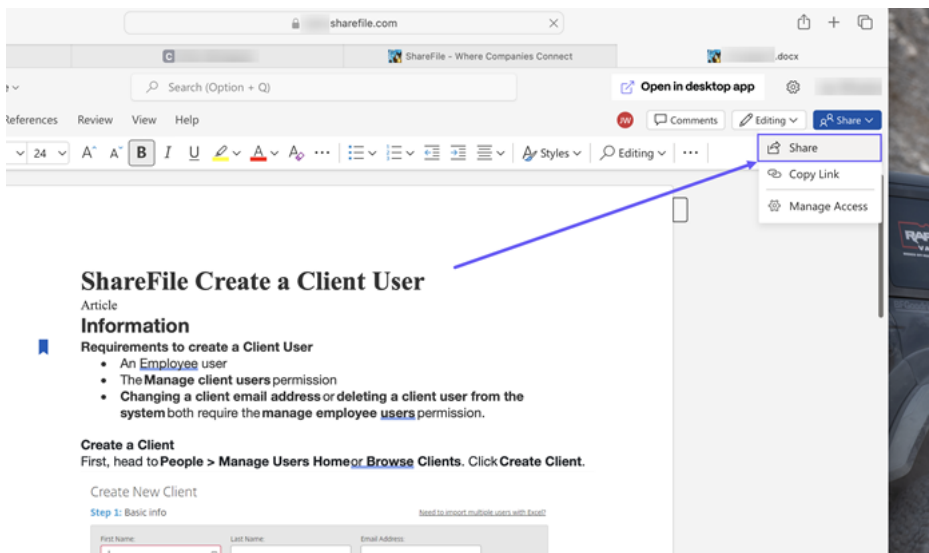 sharefile.com
C
ShareFile - Where Companies Connect
.docx
Search (Option + Q)
Open in desktop app
References Review View Help
JW
Comments
Editing
Share
24 A A B I U A A ... Styles Editing ...
Share
Copy Link
Manage Access
ShareFile Create a Client User
Article
Information
Requirements to create a Client User
• An Employee user
• The Manage client users permission
• Changing a client email address or deleting a client user from the
system both require the manage employee users permission.
Create a Client
First, head to People > Manage Users Home or Browse Clients. Click Create Client.
Create New Client
Step 1: Basic info
Need to import multiple users with Excel?
First Name: Last Name: Email Address: